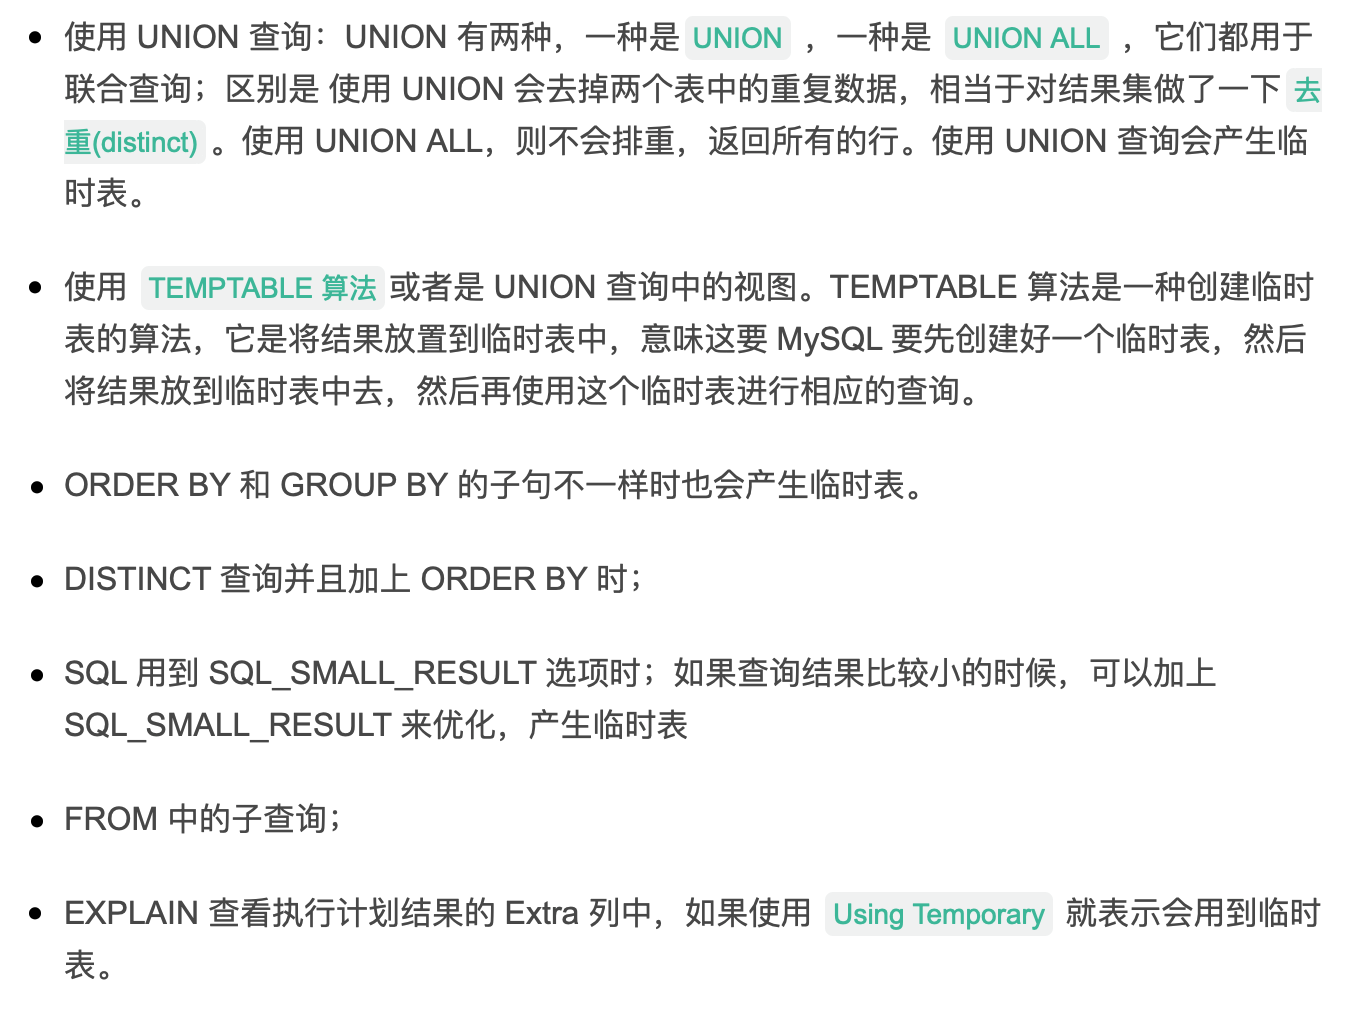 使用 UNION 查询：UNION 有两种，一种是 UNION ，一种是 UNION ALL ，它们都用于
联合查询；区别是 使用 UNION 会去掉两个表中的重复数据，相当于对结果集做了一下 去
重(distinct) 。使用 UNION ALL，则不会排重，返回所有的行。使用 UNION 查询会产生临
时表。
使用 TEMPTABLE 算法 或者是 UNION 查询中的视图。TEMPTABLE 算法是一种创建临时
表的算法，它是将结果放置到临时表中，意味这要 MySQL 要先创建好一个临时表，然后
将结果放到临时表中去，然后再使用这个临时表进行相应的查询。
ORDER BY 和 GROUP BY 的子句不一样时也会产生临时表。
DISTINCT 查询并且加上 ORDER BY 时；
SQL 用到 SQL_SMALL_RESULT 选项时；如果查询结果比较小的时候，可以加上
SQL_SMALL_RESULT 来优化，产生临时表
FROM 中的子查询；
EXPLAIN 查看执行计划结果的 Extra 列中，如果使用 Using Temporary 就表示会用到临时
表。